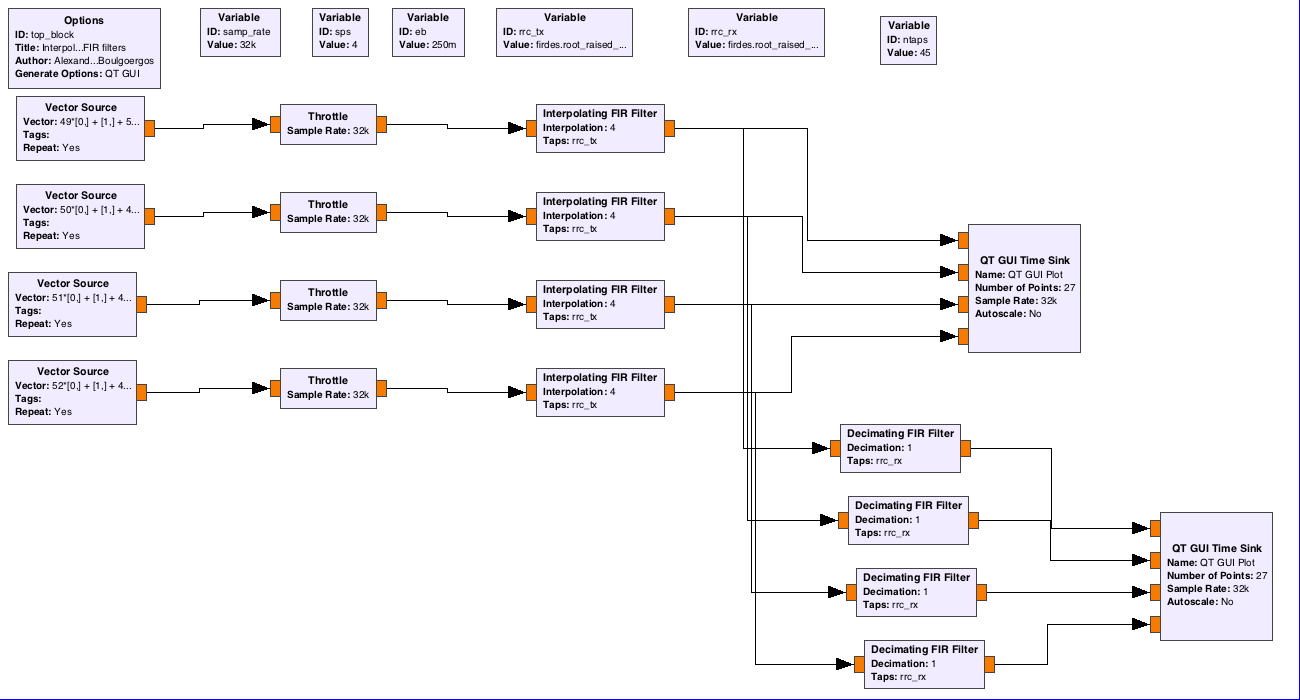 Options
ID: top_block
Title: Interpol...FIR filters
Author: Alexand...Boulgoergos
Generate Options: QT GUI
Variable
ID: samp_rate
Value: 32k
Variable
ID: sps
Value: 4
Variable
ID: eb
Value: 250m
Variable
ID: rrc_tx
Value: firdes.root_raised_...
Variable
ID: rrc_rx
Value: firdes.root_raised_...
Variable
ID: ntaps
Value: 45
Vector Source
Vector: 49*[0,] + [1,] + 5...
Tags:
Repeat: Yes
Throttle
Sample Rate: 32k
Interpolating FIR Filter
Interpolation: 4
Taps: rrc_tx
Vector Source
Vector: 50*[0,] + [1,] + 4...
Tags:
Repeat: Yes
Throttle
Sample Rate: 32k
Interpolating FIR Filter
Interpolation: 4
Taps: rrc_tx
Vector Source
Vector: 51*[0,] + [1,] + 4...
Tags:
Repeat: Yes
Throttle
Sample Rate: 32k
Interpolating FIR Filter
Interpolation: 4
Taps: rrc_tx
Vector Source
Vector: 52*[0,] + [1,] + 4...
Tags:
Repeat: Yes
Throttle
Sample Rate: 32k
Interpolating FIR Filter
Interpolation: 4
Taps: rrc_tx
QT GUI Time Sink
Name: QT GUI Plot
Number of Points: 27
Sample Rate: 32k
Autoscale: No
Decimating FIR Filter
Decimation: 1
Taps: rrc_rx
Decimating FIR Filter
Decimation: 1
Taps: rrc_rx
Decimating FIR Filter
Decimation: 1
Taps: rrc_rx
Decimating FIR Filter
Decimation: 1
Taps: rrc_rx
QT GUI Time Sink
Name: QT GUI Plot
Number of Points: 27
Sample Rate: 32k
Autoscale: No